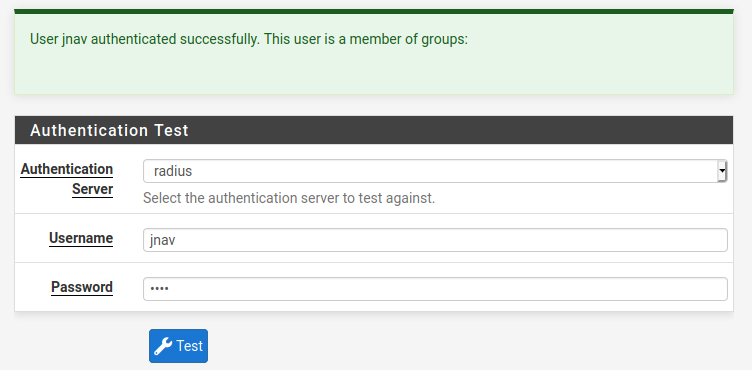 User jnav authenticated successfully. This user is a member of groups:
Authentication Test
Authentication
Server
radius
Select the authentication server to test against.
Username
jnav
Password
••••
Test